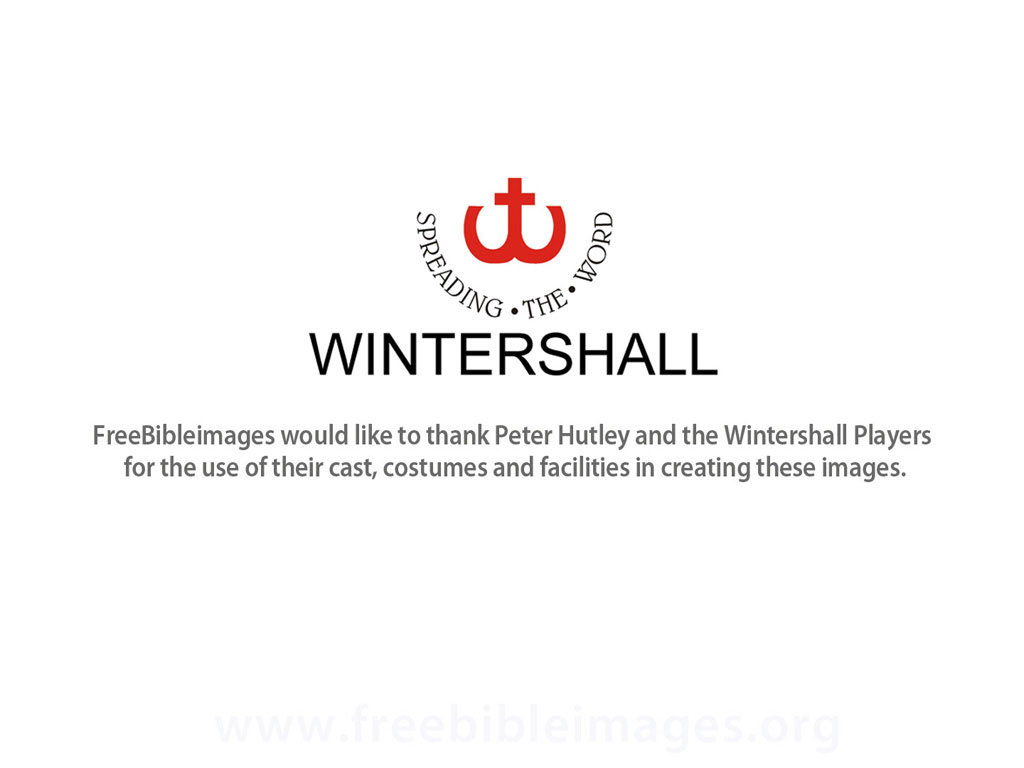 SPREADING • THE • WORD
WINTERSHALL
FreeBibleimages would like to thank Peter Hutley and the Wintershall Players
for the use of their cast, costumes and facilities in creating these images.
www.freebibleimages.org